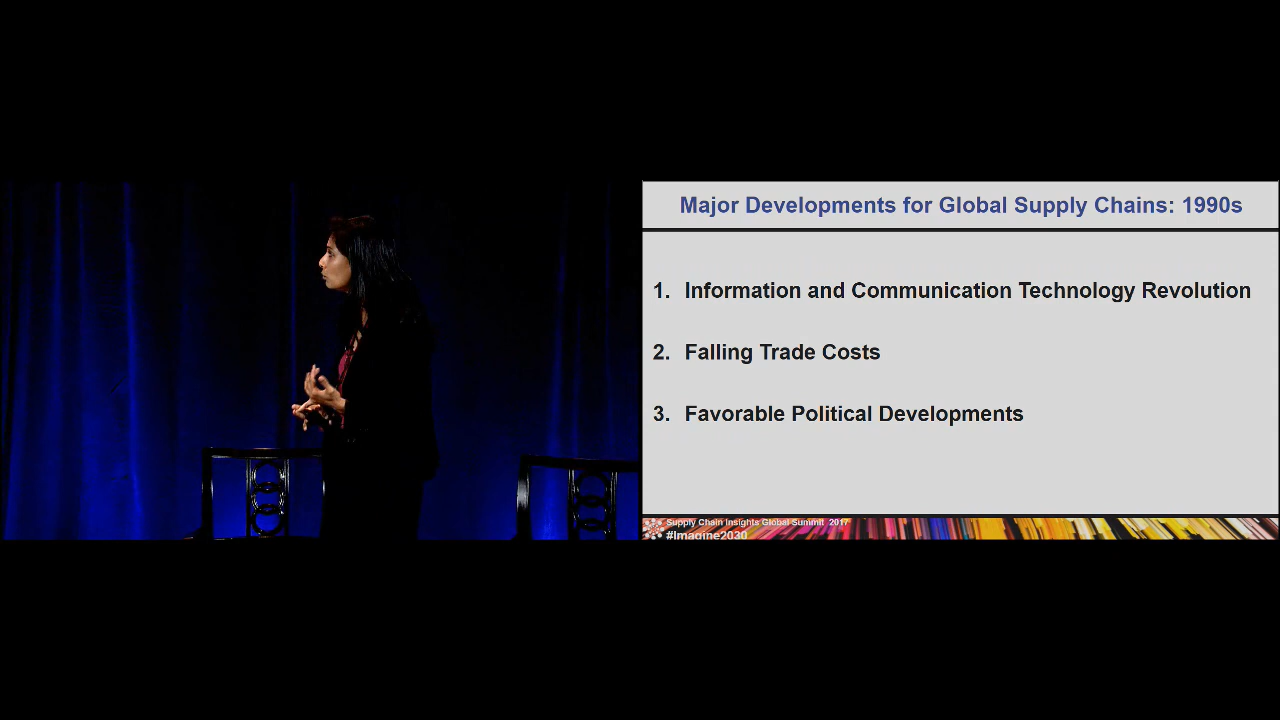 Major Developments for Global Supply Chains: 1990s
1. Information and Communication Technology Revolution
2. Falling Trade Costs
3. Favorable Political Developments
Supply Chain Insights Global Summit 2017
#Imagine2030